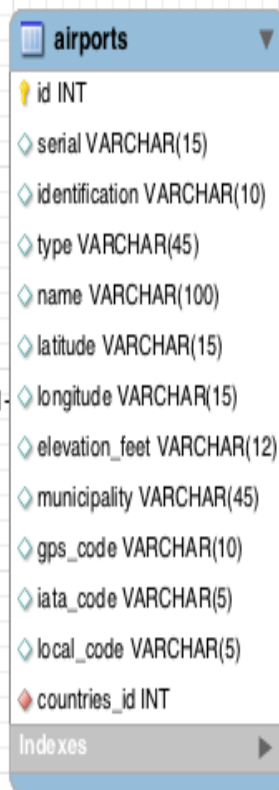 airports
id INT
serial VARCHAR(15)
identification VARCHAR(10)
type VARCHAR(45)
name VARCHAR(100)
latitude VARCHAR(15)
longitude VARCHAR(15)
elevation_feet VARCHAR(12)
municipality VARCHAR(45)
gps_code VARCHAR(10)
iata_code VARCHAR(5)
local_code VARCHAR(5)
countries_id INT
Indexes